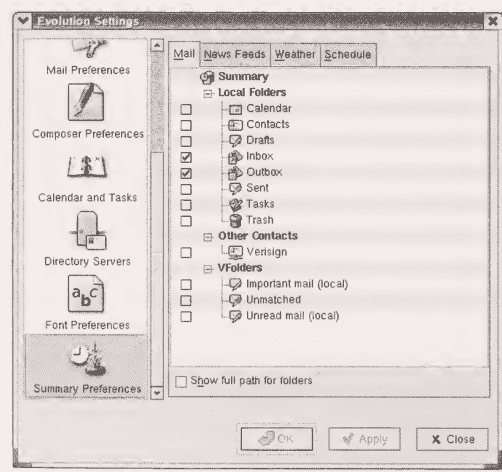 Evolution Settings
Mail Preferences
Composer Preferences
Calendar and Tasks
Directory Servers
abc
Font Preferences
Summary Preferences
Mail News Feeds Weather Schedule
Summary
Local Folders
Calendar
Contacts
Drafts
Inbox
Outbox
Sent
Tasks
Trash
Other Contacts
Verisign
VFolders
Important mail (local)
Unmatched
Unread mail (local)
Show full path for folders
OK Apply X Close